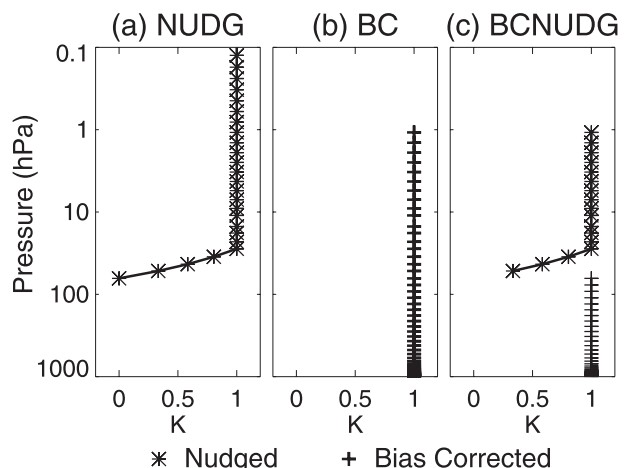 (a) NUDG (b) BC (c) BCNUDG
0.1
1
10
100
1000
Pressure (hPa)
0 0.5 1 0 0.5 1 0 0.5 1
K K K
Nudged Bias Corrected